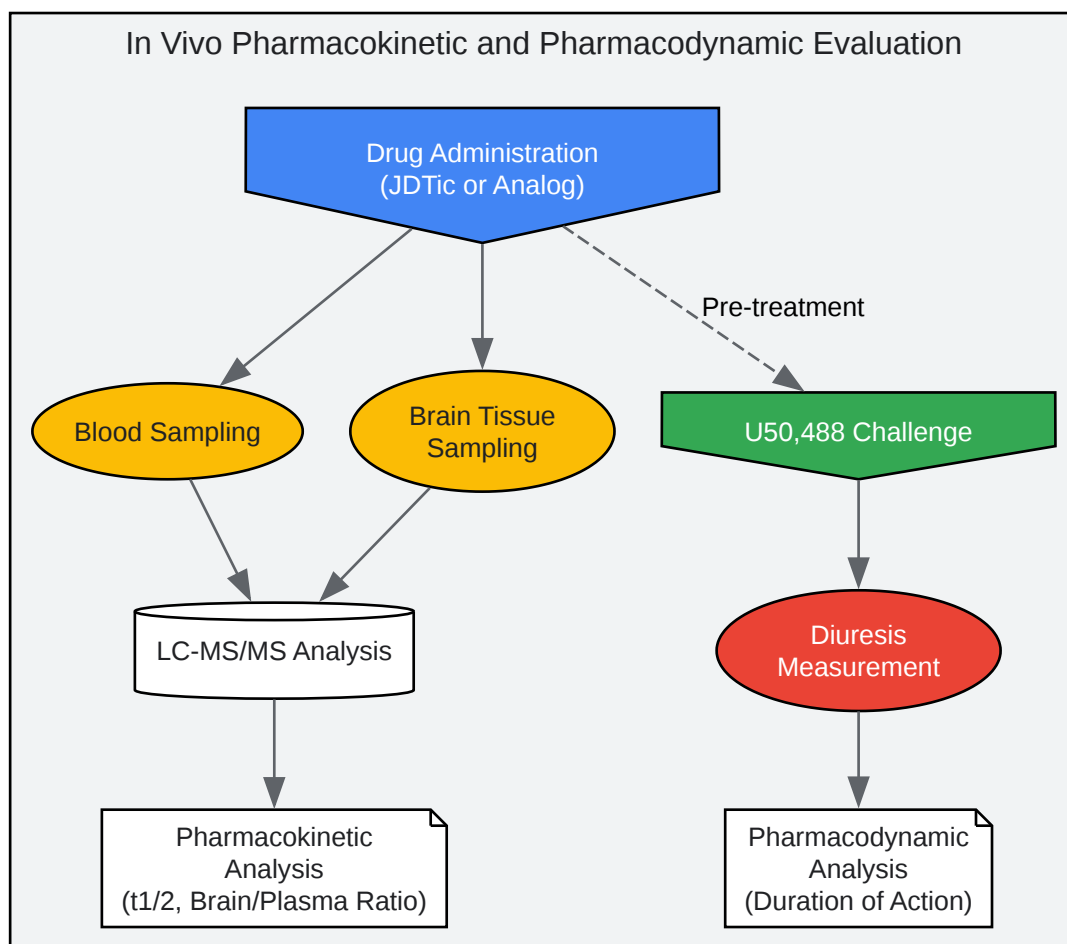 In Vivo Pharmacokinetic and Pharmacodynamic Evaluation
Drug Administration
(JDTic or Analog)
Pre-treatment
Blood Sampling
Brain Tissue
Sampling
U50,488 Challenge
LC-MS/MS Analysis
Diuresis
Measurement
Pharmacokinetic
Analysis
(t1/2, Brain/Plasma Ratio)
Pharmacodynamic
Analysis
(Duration of Action)